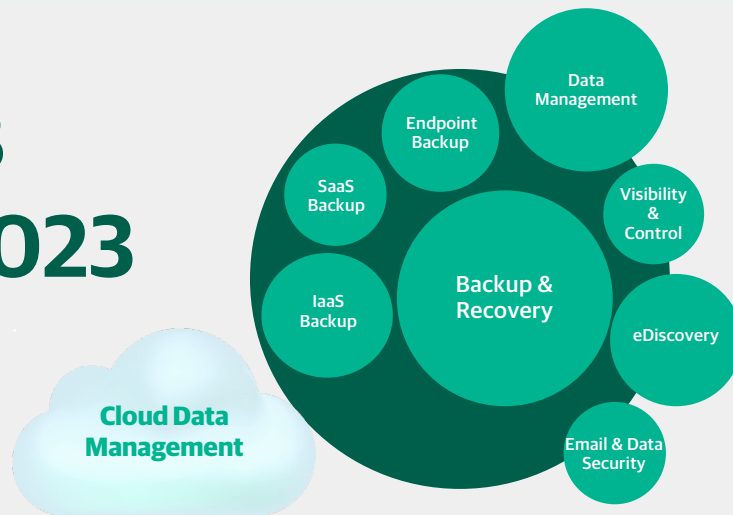 023
Data
Management
Endpoint
Backup
SaaS
Backup
Visibility
&
Control
Backup &
Recovery
IaaS
Backup
eDiscovery
Cloud Data
Management
Email & Data
Security